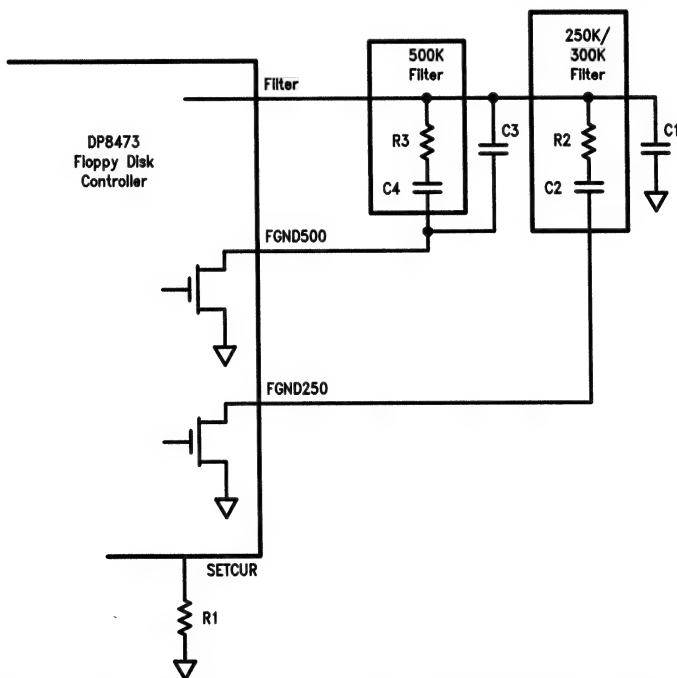 500K
Filter
250K/
300K
Filter
Filter
DP8473
Floppy Disk
Controller
R3
C3
R2
C1
C4
C2
FGND500
FGND250
SETCUR
R1